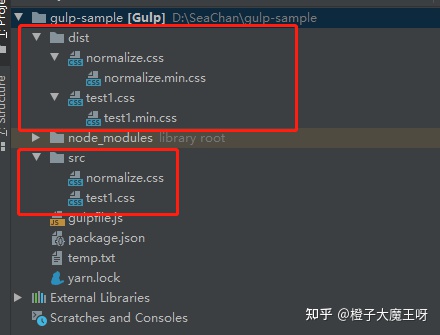 gulp-sample [Gulp] D:\SeaChan\gulp-sample
dist
normalize.css
normalize.min.css
test1.css
test1.min.css
node_modules library root
src
normalize.css
test1.css
gulpfile.js
package.json
temp.txt
yarn.lock
External Libraries
Scratches and Consoles
知乎 @橙子大魔王呀
1: Project
7: Structure